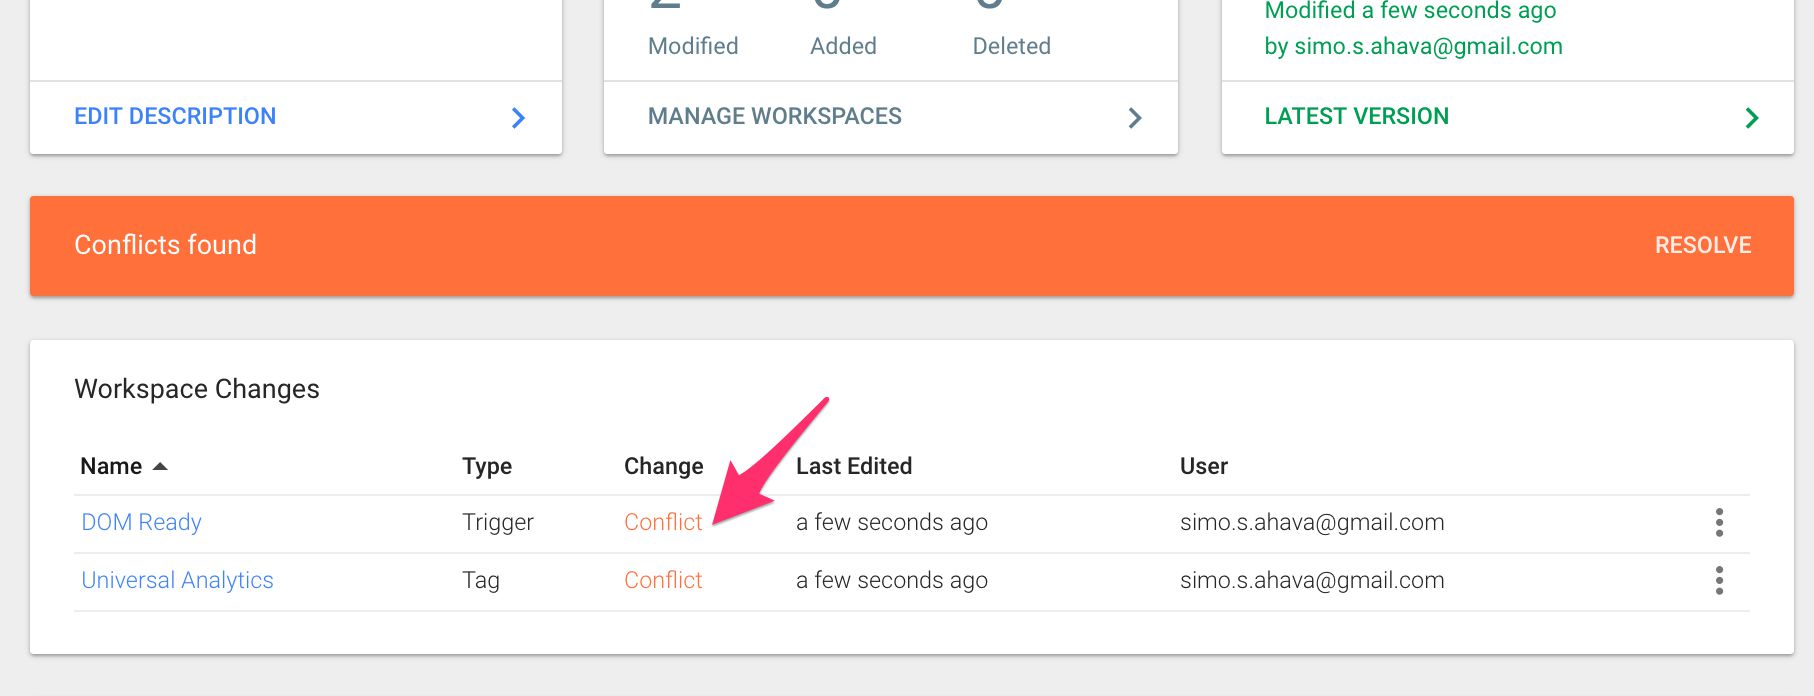 Modified Added Deleted
Modified a few seconds ago
by simo.s.ahava@gmail.com
EDIT DESCRIPTION
MANAGE WORKSPACES
LATEST VERSION
Conflicts found
RESOLVE
Workspace Changes
Name Type Change Last Edited User
DOM Ready Trigger Conflict a few seconds ago simo.s.ahava@gmail.com
Universal Analytics Tag Conflict a few seconds ago simo.s.ahava@gmail.com